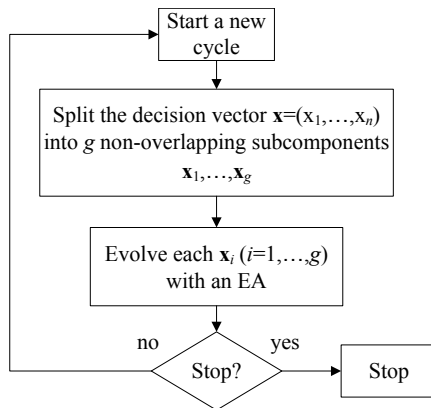 Start a new
cycle
Split the decision vector x=(x₁,…,xₙ)
into g non-overlapping subcomponents
x₁,…,x_g
Evolve each xᵢ (i=1,…,g)
with an EA
no
yes
Stop?
Stop